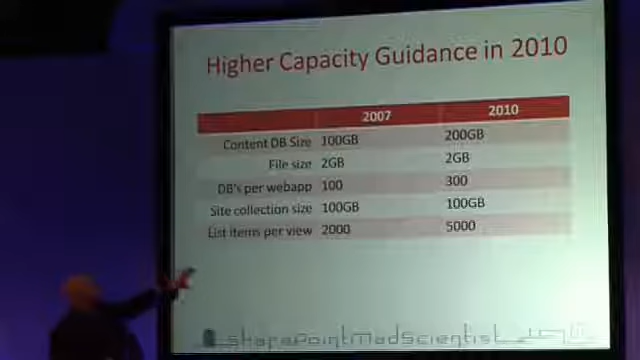 Higher Capacity Guidance in 2010
2007 2010
Content DB Size 100GB 200GB
File size 2GB 2GB
DB's per webapp 100 300
Site collection size 100GB 100GB
List items per view 2000 5000
sharepointmadscientist